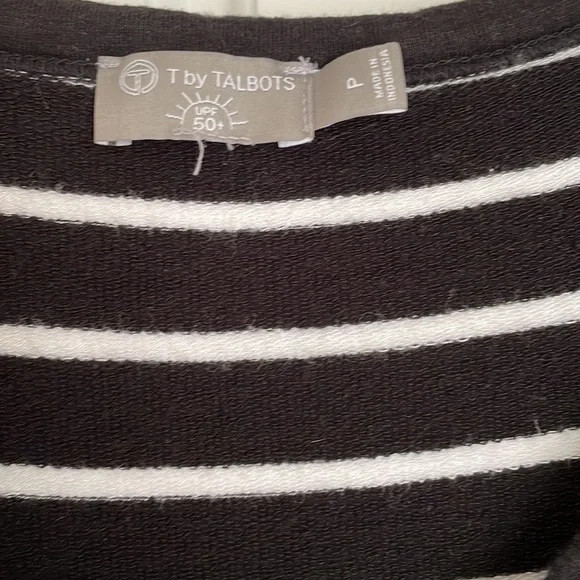 T by TALBOTS
UPF
50+
P
MADE IN
INDONESIA